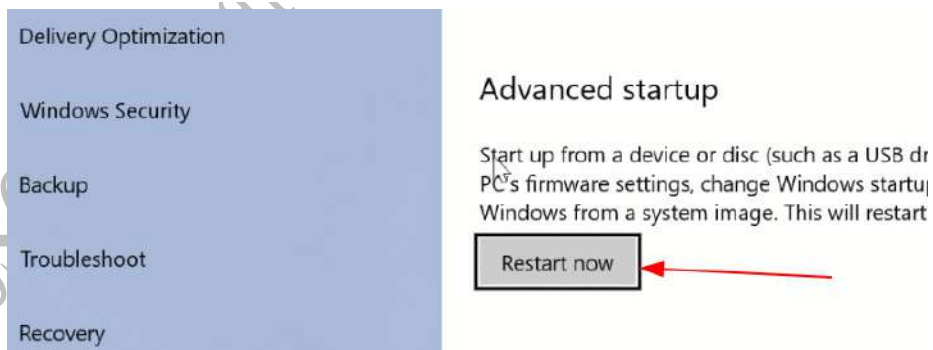 Delivery Optimization
Windows Security
Backup
Troubleshoot
Recovery
Advanced startup
Start up from a device or disc (such as a USB
PC's firmware settings, change Windows
Windows from a system image. This will restart
Restart now